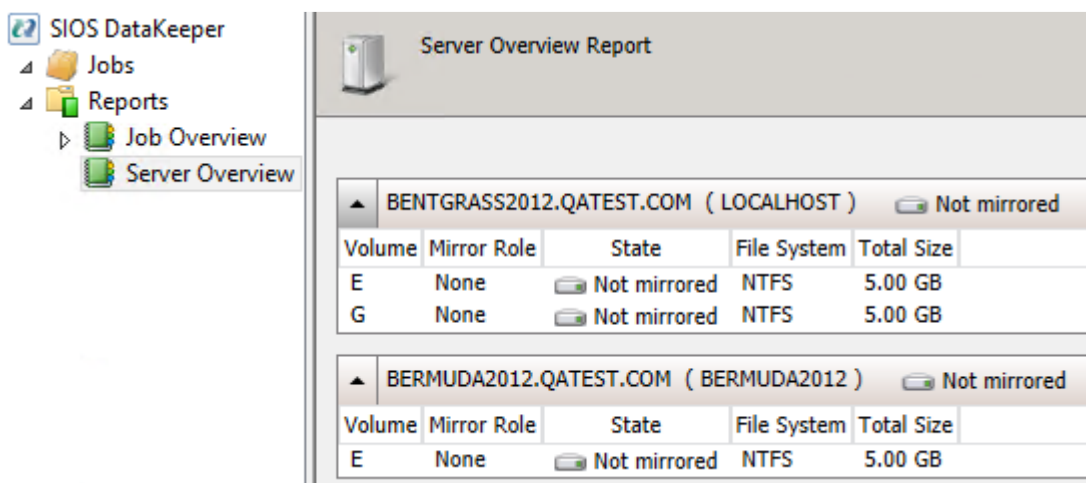 SIOS DataKeeper
Jobs
Reports
Job Overview
Server Overview
Server Overview Report
BENTGRASS2012.QATEST.COM ( LOCALHOST ) Not mirrored
Volume Mirror Role State File System Total Size
E None Not mirrored NTFS 5.00 GB
G None Not mirrored NTFS 5.00 GB
BERMUDA2012.QATEST.COM ( BERMUDA2012 ) Not mirrored
Volume Mirror Role State File System Total Size
E None Not mirrored NTFS 5.00 GB